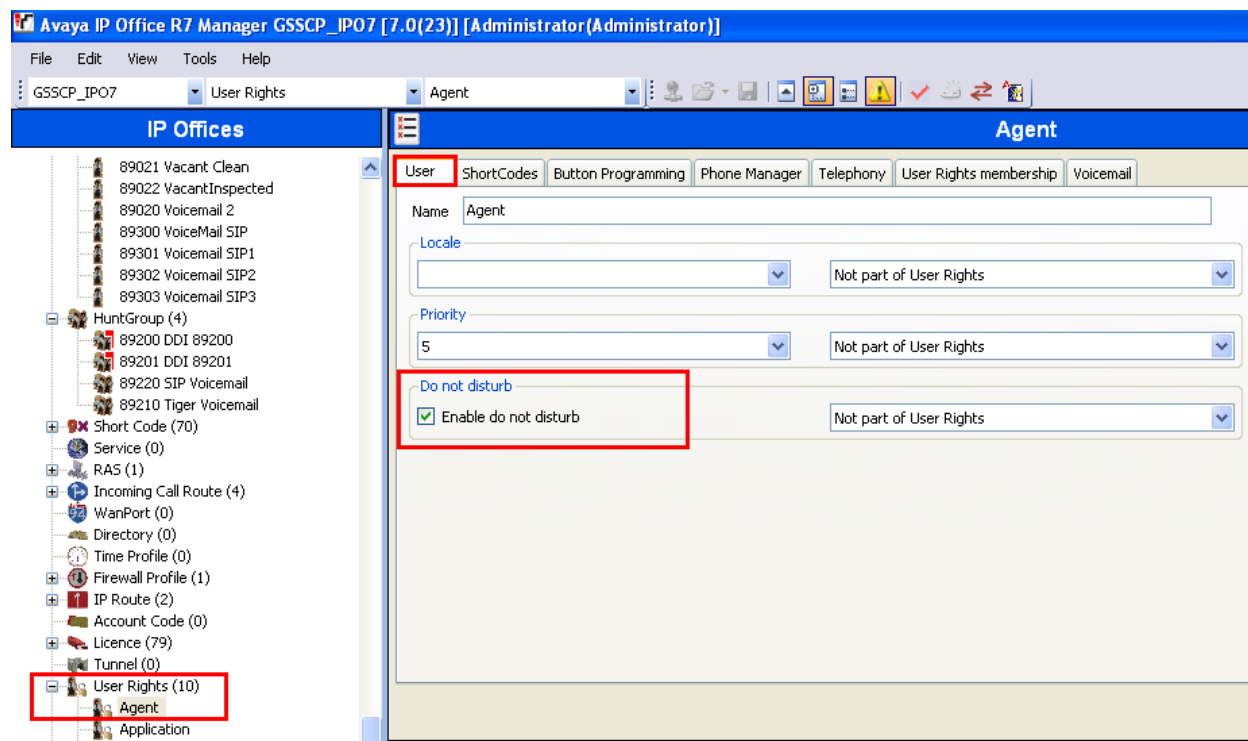 Avaya IP Office R7 Manager GSSCP_IPO7 [7.0(23)] [Administrator(Administrator)]
File Edit View Tools Help
GSSCP_IPO7 User Rights Agent
IP Offices
89021 Vacant Clean
89022 VacantInspected
89020 Voicemail 2
89300 VoiceMail SIP
89301 Voicemail SIP1
89302 Voicemail SIP2
89303 Voicemail SIP3
HuntGroup (4)
89200 DDI 89200
89201 DDI 89201
89220 SIP Voicemail
89210 Tiger Voicemail
Short Code (70)
Service (0)
RAS (1)
Incoming Call Route (4)
WanPort (0)
Directory (0)
Time Profile (0)
Firewall Profile (1)
IP Route (2)
Account Code (0)
Licence (79)
Tunnel (0)
User Rights (10)
Agent
Application
Agent
User ShortCodes Button Programming Phone Manager Telephony User Rights membership Voicemail
Name Agent
Locale
Not part of User Rights
Priority
5 Not part of User Rights
Do not disturb
Enable do not disturb Not part of User Rights